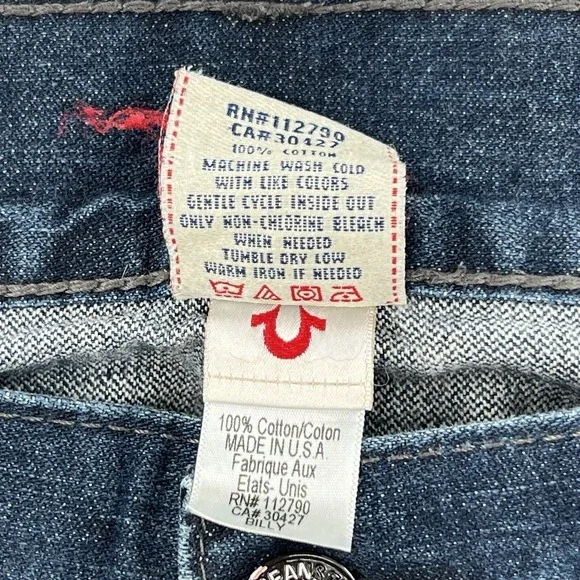 RN#112790
CA#30427
100% COTTON
MACHINE WASH COLD
WITH LIKE COLORS
GENTLE CYCLE INSIDE OUT
ONLY NON-CHLORINE BLEACH
WHEN NEEDED
TUMBLE DRY LOW
WARM IRON IF NEEDED
100% Cotton/Coton
MADE IN U.S.A
Fabrique Aux
Etats- Unis
RN# 112790
CA# 30427
BILLY